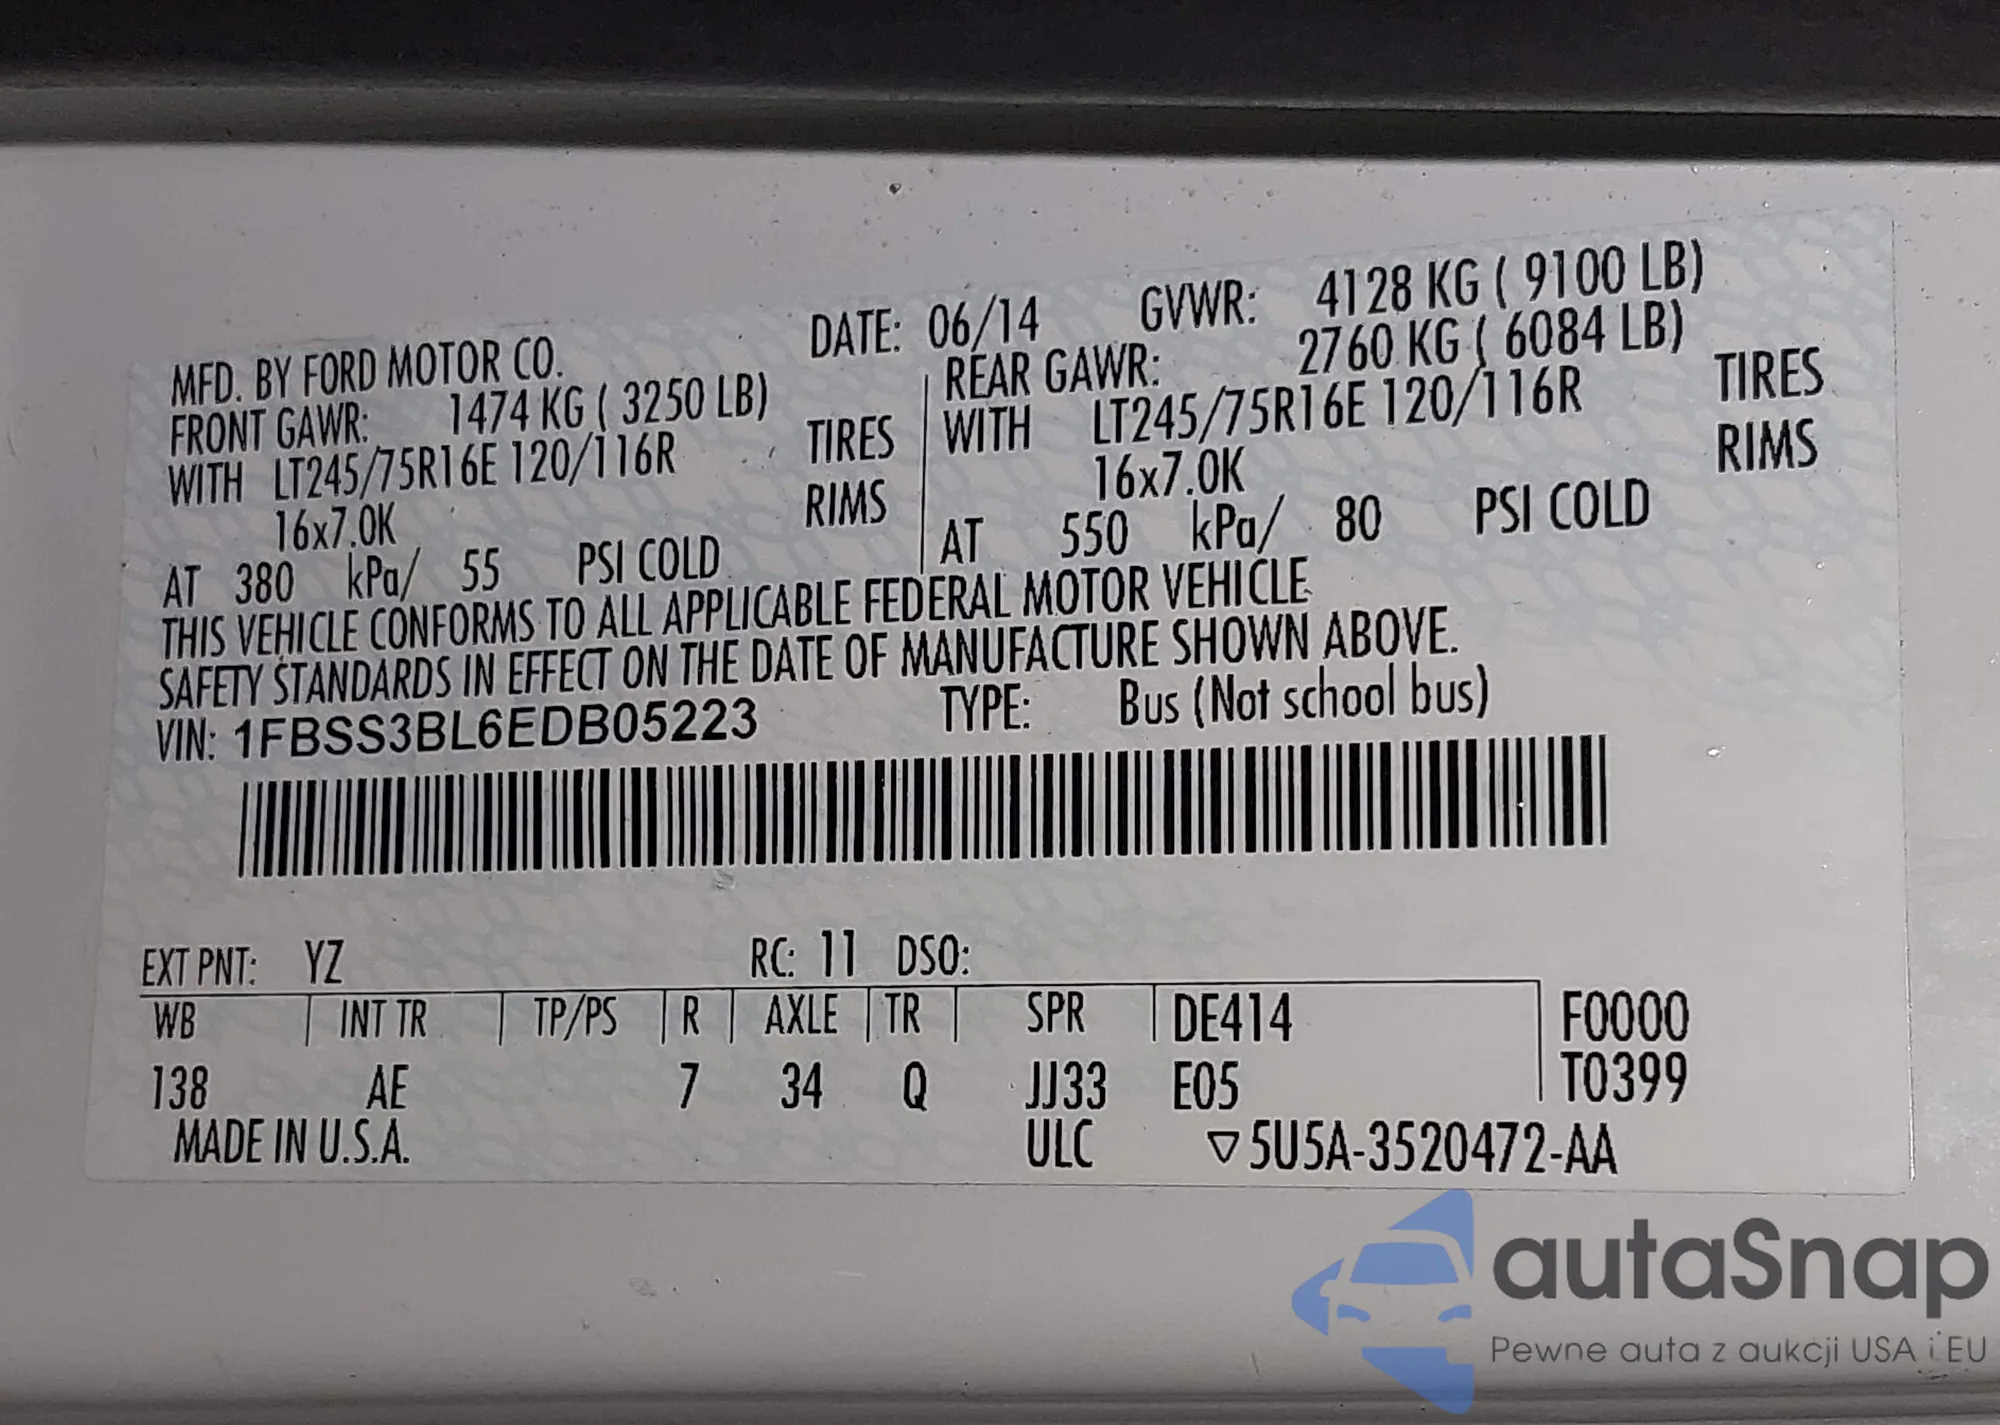 MFD. BY FORD MOTOR CO. DATE: 06/14 GVWR: 4128 KG ( 9100 LB)
FRONT GAWR: 1474 KG ( 3250 LB) REAR GAWR: 2760 KG ( 6084 LB)
WITH LT245/75R16E 120/116R TIRES WITH LT245/75R16E 120/116R TIRES
16x7.0K RIMS 16x7.0K RIMS
AT 380 kPa/ 55 PSI COLD AT 550 kPa/ 80 PSI COLD
THIS VEHICLE CONFORMS TO ALL APPLICABLE FEDERAL MOTOR VEHICLE
SAFETY STANDARDS IN EFFECT ON THE DATE OF MANUFACTURE SHOWN ABOVE.
VIN: 1FBSS3BL6EDB05223 TYPE: Bus (Not school bus)
EXT PNT: YZ RC: 11 DSO:
WB INT TR TP/PS R AXLE TR SPR DE414 F0000
138 AE 7 34 Q JJ33 E05 T0399
MADE IN U.S.A. ULC ▽5U5A-3520472-AA
autaSnap
Pewne auta z aukcji USA i EU